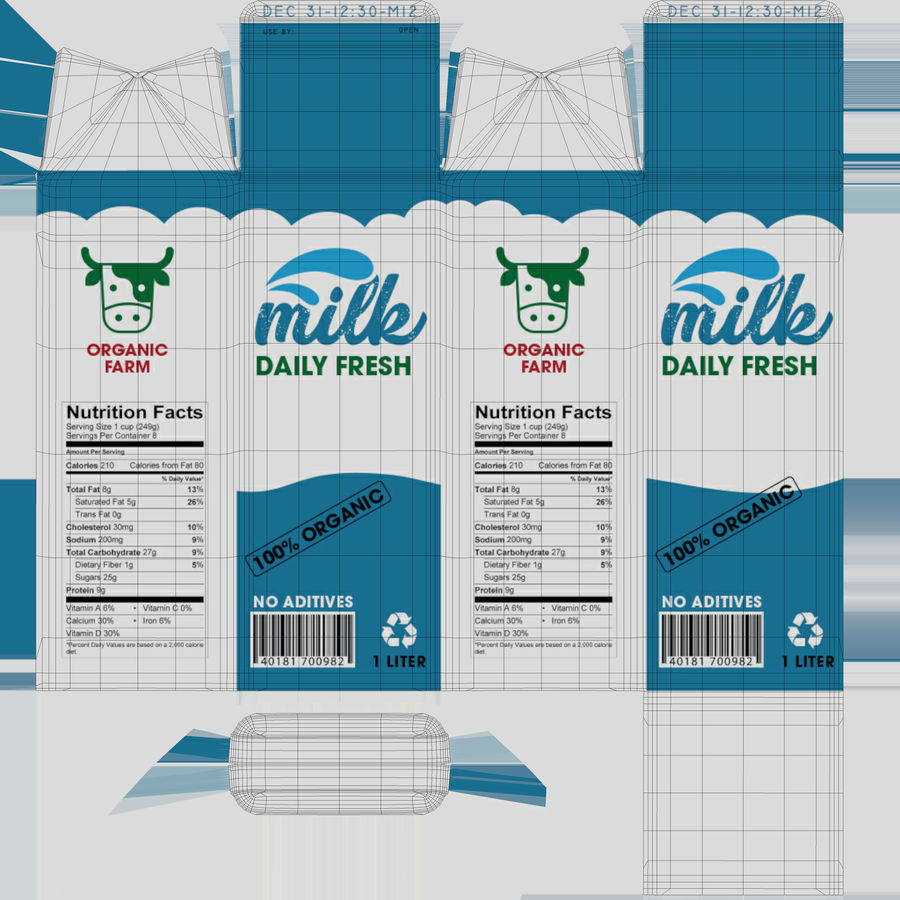 DEC 31-12:30-M12
USE BY: OPEN
ORGANIC
FARM
Nutrition Facts
Serving Size 1 cup (249g)
Servings Per Container 8
Amount Per Serving
Calories 210 Calories from Fat 80
% Daily Value*
Total Fat 8g 13%
Saturated Fat 5g 26%
Trans Fat 0g
Cholesterol 30mg 10%
Sodium 200mg 9%
Total Carbohydrate 27g 9%
Dietary Fiber 1g 5%
Sugars 25g
Protein 9g
Vitamin A 6% • Vitamin C 0%
Calcium 30% • Iron 6%
Vitamin D 30%
*Percent Daily Values are based on a 2,000 calorie
diet.
milk
DAILY FRESH
100% ORGANIC
NO ADITIVES
40181 700982
1 LITER
DEC 31-12:30-M12
ORGANIC
FARM
Nutrition Facts
Serving Size 1 cup (249g)
Servings Per Container 8
Amount Per Serving
Calories 210 Calories from Fat 80
% Daily Value*
Total Fat 8g 13%
Saturated Fat 5g 26%
Trans Fat 0g
Cholesterol 30mg 10%
Sodium 200mg 9%
Total Carbohydrate 27g 9%
Dietary Fiber 1g 5%
Sugars 25g
Protein 9g
Vitamin A 6% • Vitamin C 0%
Calcium 30% • Iron 6%
Vitamin D 30%
*Percent Daily Values are based on a 2,000 calorie
diet.
milk
DAILY FRESH
100% ORGANIC
NO ADITIVES
40181 700982
1 LITER